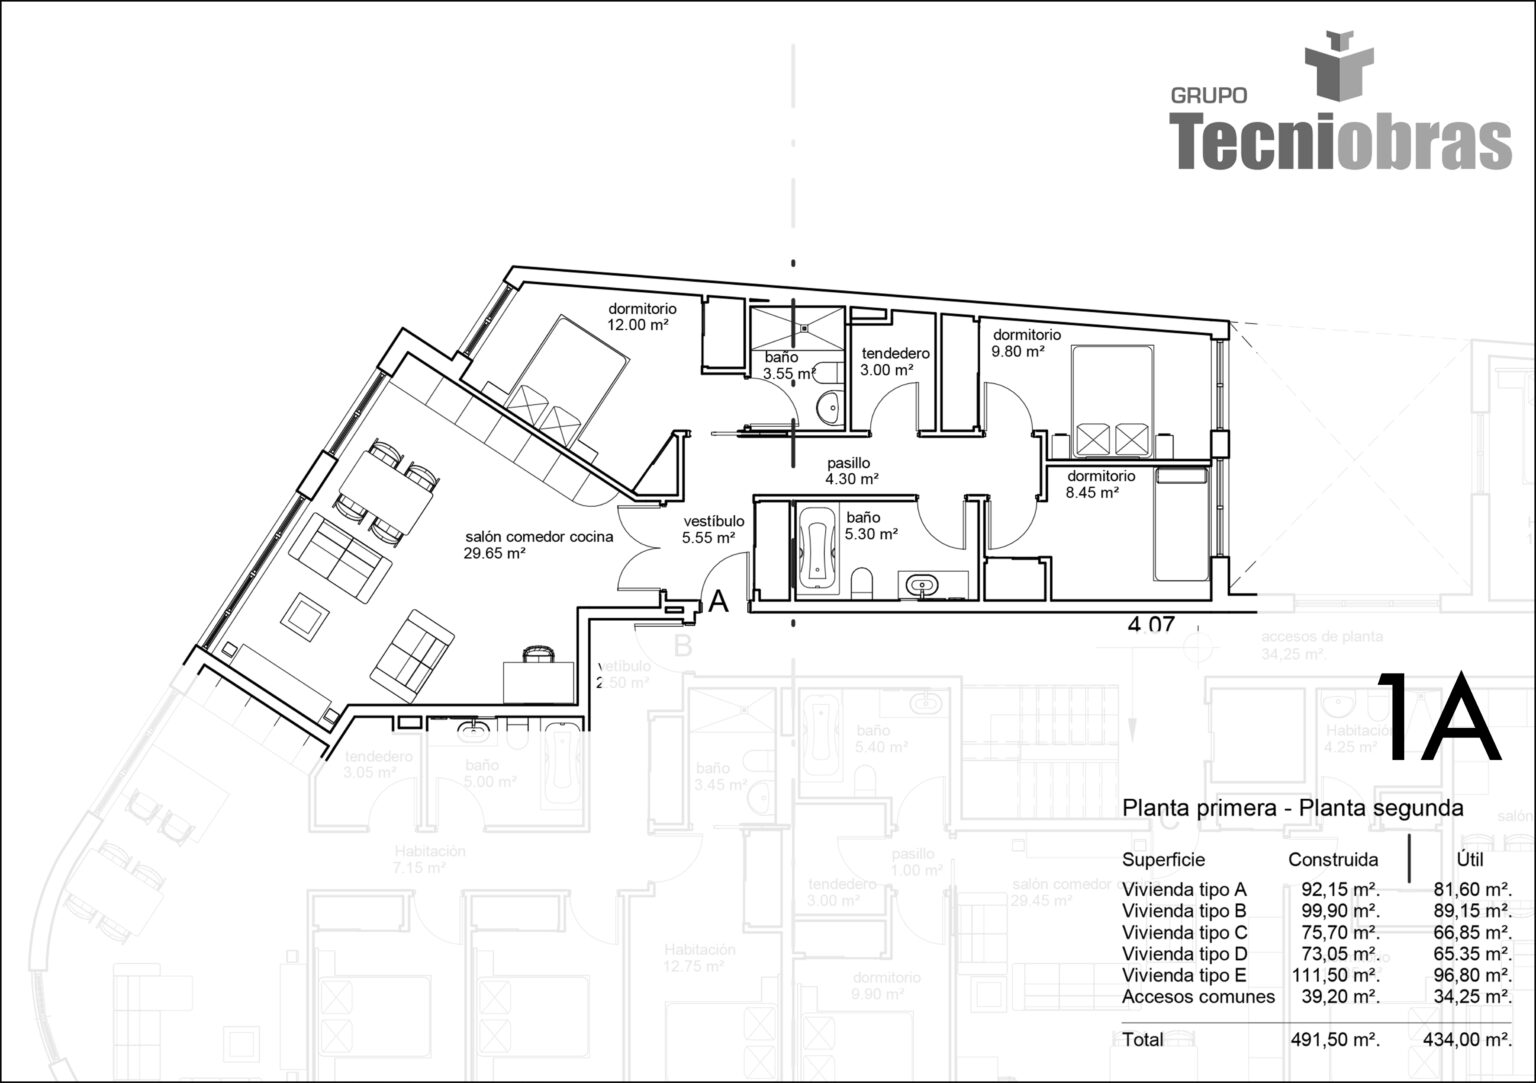 GRUPO
Tecniobras
dormitorio
12.00 m²
baño
3.55 m²
tendedero
3.00 m²
dormitorio
9.80 m²
pasillo
4.30 m²
dormitorio
8.45 m²
salón comedor cocina
29.65 m²
vestíbulo
5.55 m²
baño
5.30 m²
A
4.07
B
accesos de planta
34,25 m².
1A
tendedero
3.05 m²
baño
5.00 m²
baño
3.45 m²
baño
5.40 m²
Habitación
4.25 m²
salón
Planta primera - Planta segunda
C
Habitación
7.15 m²
pasillo
1.00 m²
tendedero
3.00 m²
salón comedor
29.45 m²
Habitación
12.75 m²
dormitorio
9.90 m²
Superficie Construida Útil
Vivienda tipo A 92,15 m². 81,60 m².
Vivienda tipo B 99,90 m². 89,15 m².
Vivienda tipo C 75,70 m². 66,85 m².
Vivienda tipo D 73,05 m². 65.35 m².
Vivienda tipo E 111,50 m². 96,80 m².
Accesos comunes 39,20 m². 34,25 m².
Total 491,50 m². 434,00 m².